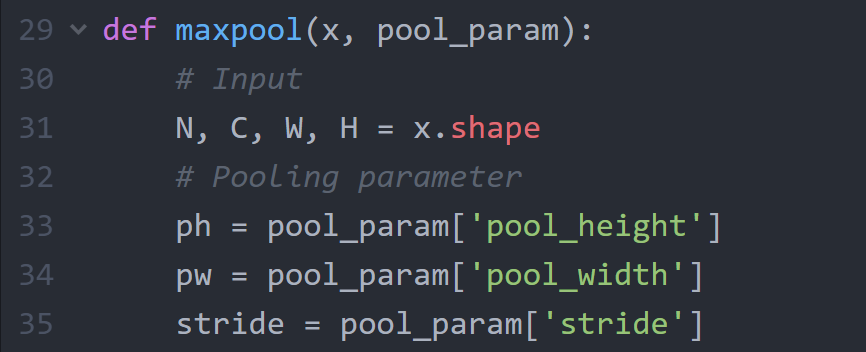 29 def maxpool(x, pool_param):
30 # Input
31 N, C, W, H = x.shape
32 # Pooling parameter
33 ph = pool_param['pool_height']
34 pw = pool_param['pool_width']
35 stride = pool_param['stride']